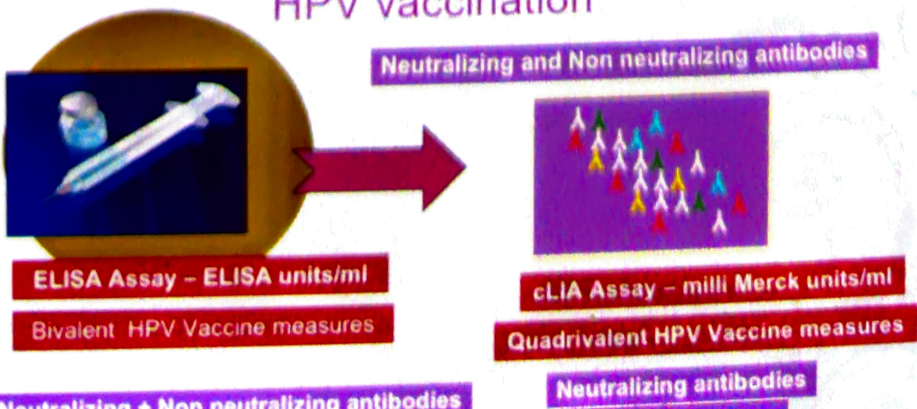 HPV Vaccination
Neutralizing and Non neutralizing antibodies
ELISA Assay – ELISA units/ml
Bivalent HPV Vaccine measures
cLIA Assay – milli Merck units/ml
Quadrivalent HPV Vaccine measures
Neutralizing + Non neutralizing antibodies
Neutralizing antibodies